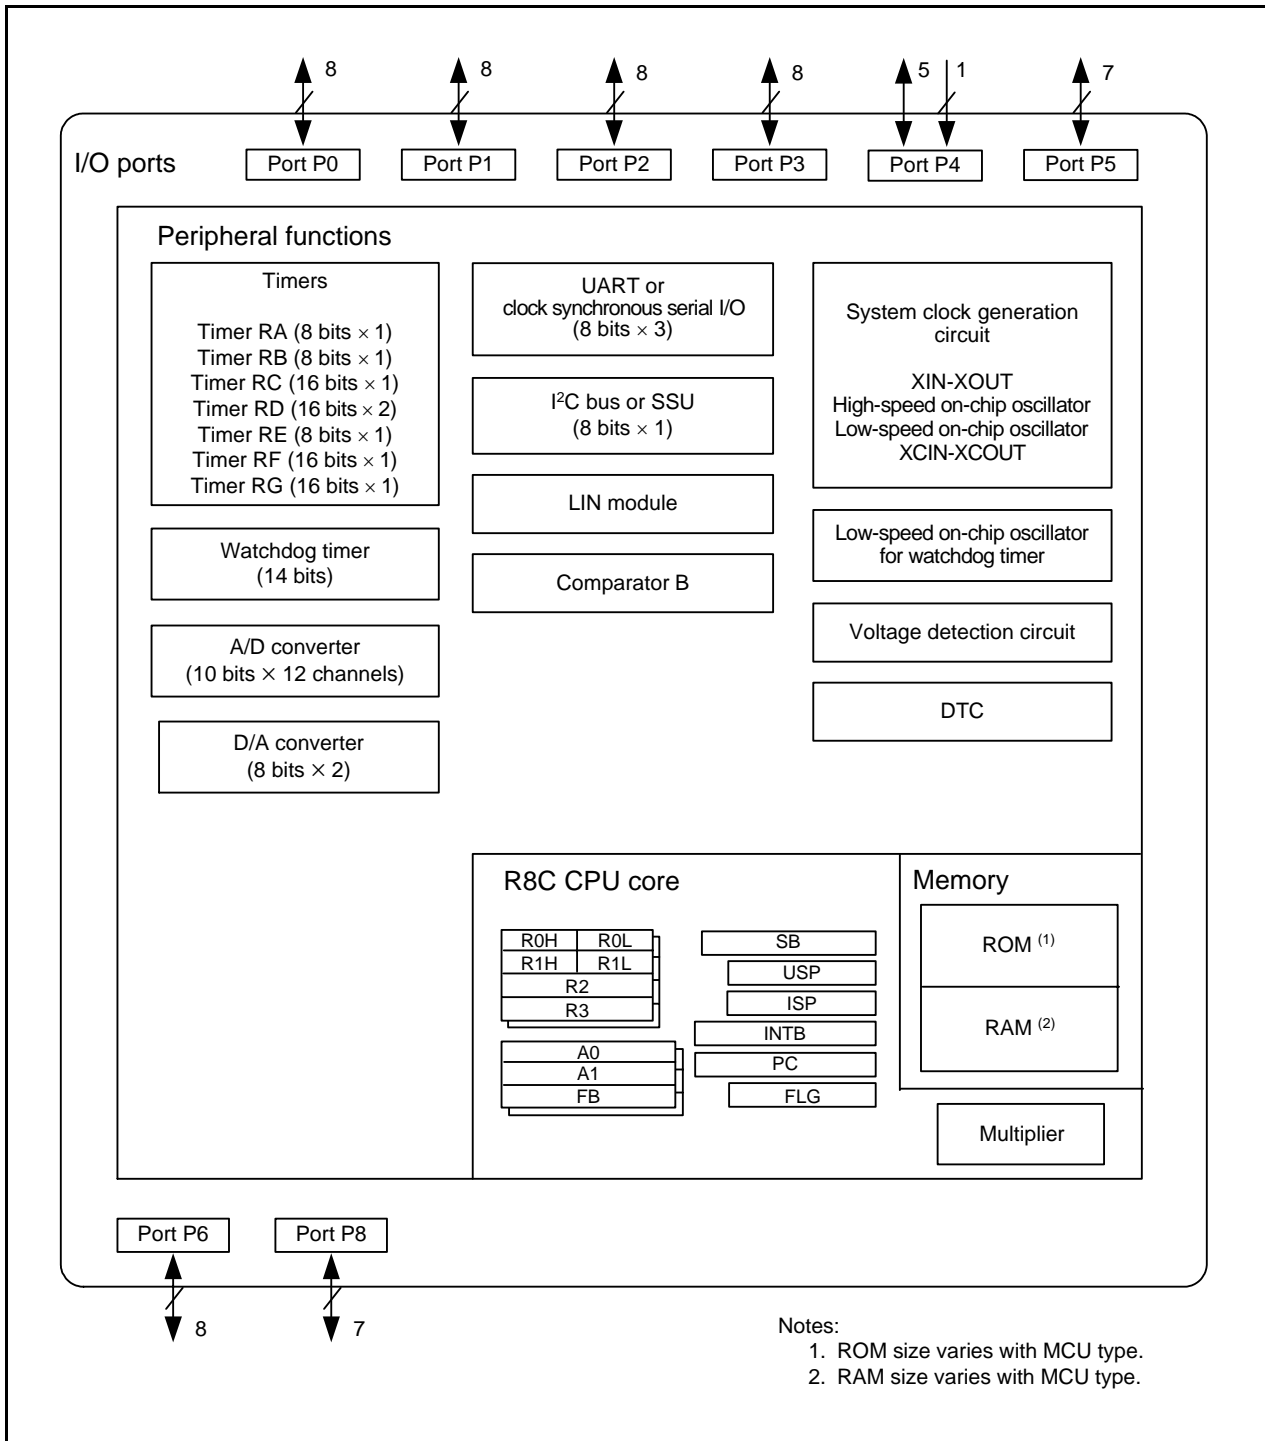 8
8
8
8
5
1
7
I/O ports
Port P0
Port P1
Port P2
Port P3
Port P4
Port P5
Peripheral functions
Timers
Timer RA (8 bits × 1)
Timer RB (8 bits × 1)
Timer RC (16 bits × 1)
Timer RD (16 bits × 2)
Timer RE (8 bits × 1)
Timer RF (16 bits × 1)
Timer RG (16 bits × 1)
Watchdog timer
(14 bits)
A/D converter
(10 bits × 12 channels)
D/A converter
(8 bits × 2)
UART or
clock synchronous serial I/O
(8 bits × 3)
I²C bus or SSU
(8 bits × 1)
LIN module
Comparator B
System clock generation
circuit
XIN-XOUT
High-speed on-chip oscillator
Low-speed on-chip oscillator
XCIN-XCOUT
Low-speed on-chip oscillator
for watchdog timer
Voltage detection circuit
DTC
R8C CPU core
R0H
R0L
R1H
R1L
R2
R3
A0
A1
FB
SB
USP
ISP
INTB
PC
FLG
Memory
ROM (1)
RAM (2)
Multiplier
Port P6
Port P8
8
7
Notes:
1. ROM size varies with MCU type.
2. RAM size varies with MCU type.